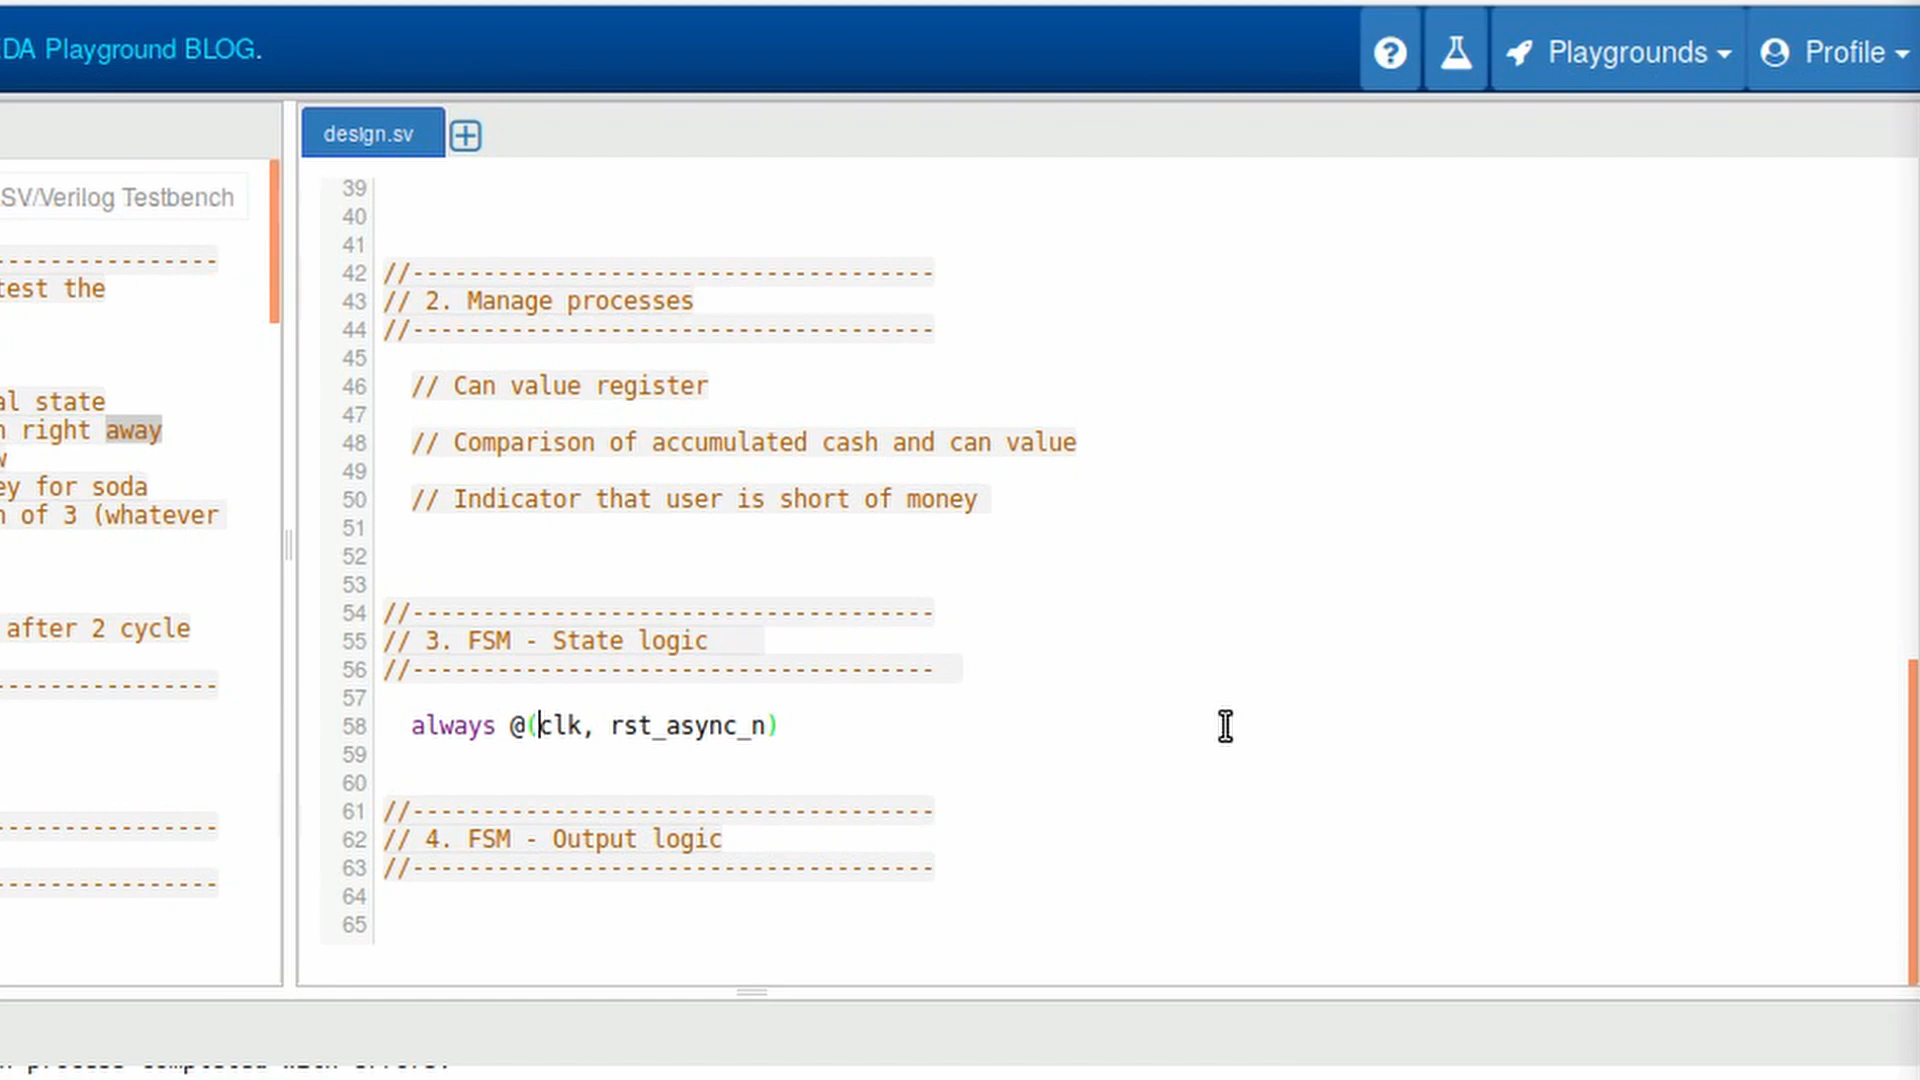 DA Playground BLOG.
Playgrounds
Profile
SV/Verilog Testbench
test the
al state
n right away
w
ey for soda
n of 3 (whatever
after 2 cycle
design.sv
39
40
41
42 //-------------------------------------
43 // 2. Manage processes
44 //-------------------------------------
45
46 // Can value register
47
48 // Comparison of accumulated cash and can value
49
50 // Indicator that user is short of money
51
52
53
54 //-------------------------------------
55 // 3. FSM - State logic
56 //-------------------------------------
57
58 always @(clk, rst_async_n)
59
60
61 //-------------------------------------
62 // 4. FSM - Output logic
63 //-------------------------------------
64
65
process completed with errors.